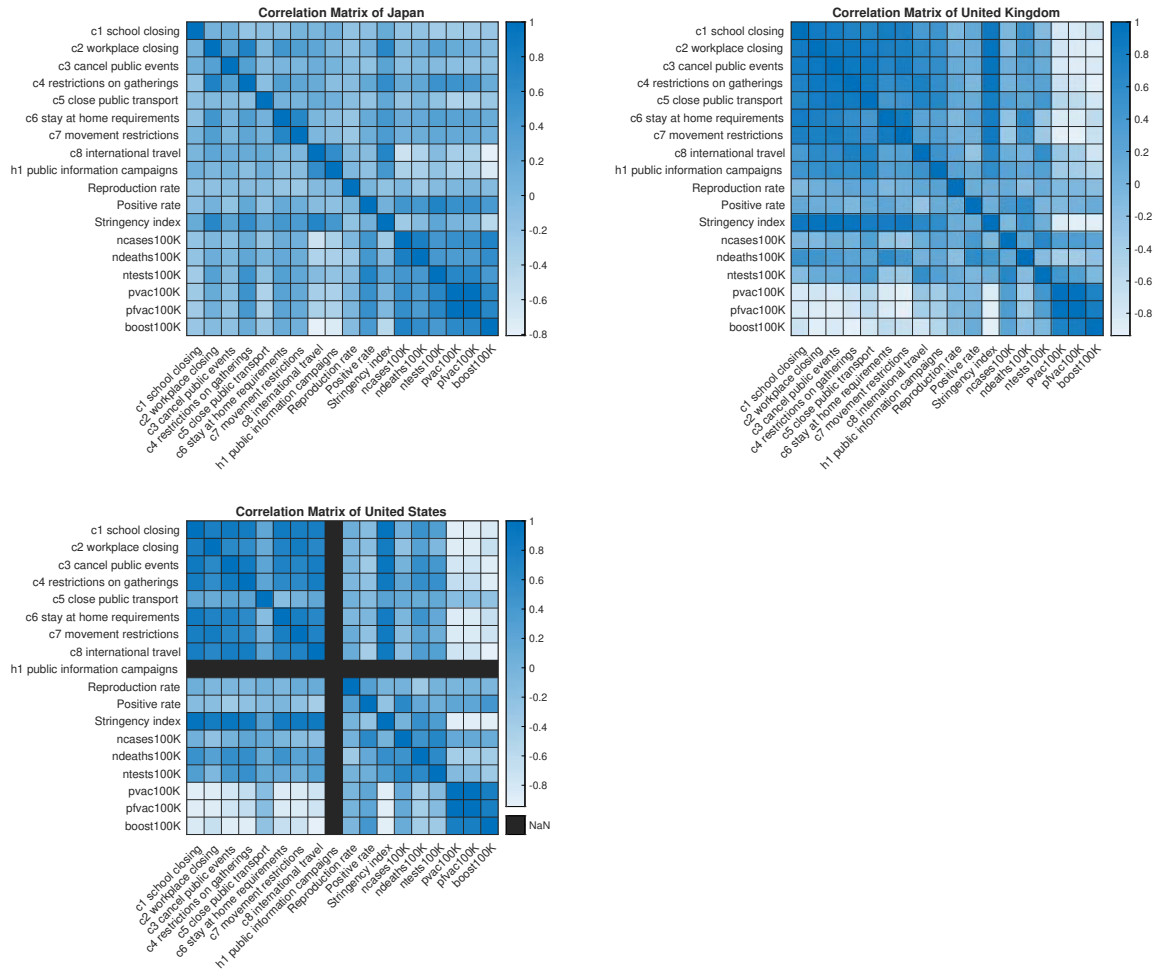 Correlation Matrix of Japan
c1 school closing
c2 workplace closing
c3 cancel public events
c4 restrictions on gatherings
c5 close public transport
c6 stay at home requirements
c7 movement restrictions
c8 international travel
h1 public information campaigns
Reproduction rate
Positive rate
Stringency index
ncases100K
ndeaths100K
ntests100K
pvac100K
pfvac100K
boost100K
1
0.8
0.6
0.4
0.2
0
-0.2
-0.4
-0.6
-0.8
c1 school closing
c2 workplace closing
c3 cancel public events
c4 restrictions on gatherings
c5 close public transport
c6 stay at home requirements
c7 movement restrictions
c8 international travel
h1 public information campaigns
Reproduction rate
Positive rate
Stringency index
ncases100K
ndeaths100K
ntests100K
pvac100K
pfvac100K
boost100K
Correlation Matrix of United Kingdom
c1 school closing
c2 workplace closing
c3 cancel public events
c4 restrictions on gatherings
c5 close public transport
c6 stay at home requirements
c7 movement restrictions
c8 international travel
h1 public information campaigns
Reproduction rate
Positive rate
Stringency index
ncases100K
ndeaths100K
ntests100K
pvac100K
pfvac100K
boost100K
1
0.8
0.6
0.4
0.2
0
-0.2
-0.4
-0.6
-0.8
c1 school closing
c2 workplace closing
c3 cancel public events
c4 restrictions on gatherings
c5 close public transport
c6 stay at home requirements
c7 movement restrictions
c8 international travel
h1 public information campaigns
Reproduction rate
Positive rate
Stringency index
ncases100K
ndeaths100K
ntests100K
pvac100K
pfvac100K
boost100K
Correlation Matrix of United States
c1 school closing
c2 workplace closing
c3 cancel public events
c4 restrictions on gatherings
c5 close public transport
c6 stay at home requirements
c7 movement restrictions
c8 international travel
h1 public information campaigns
Reproduction rate
Positive rate
Stringency index
ncases100K
ndeaths100K
ntests100K
pvac100K
pfvac100K
boost100K
1
0.8
0.6
0.4
0.2
0
-0.2
-0.4
-0.6
-0.8
NaN
c1 school closing
c2 workplace closing
c3 cancel public events
c4 restrictions on gatherings
c5 close public transport
c6 stay at home requirements
c7 movement restrictions
c8 international travel
h1 public information campaigns
Reproduction rate
Positive rate
Stringency index
ncases100K
ndeaths100K
ntests100K
pvac100K
pfvac100K
boost100K